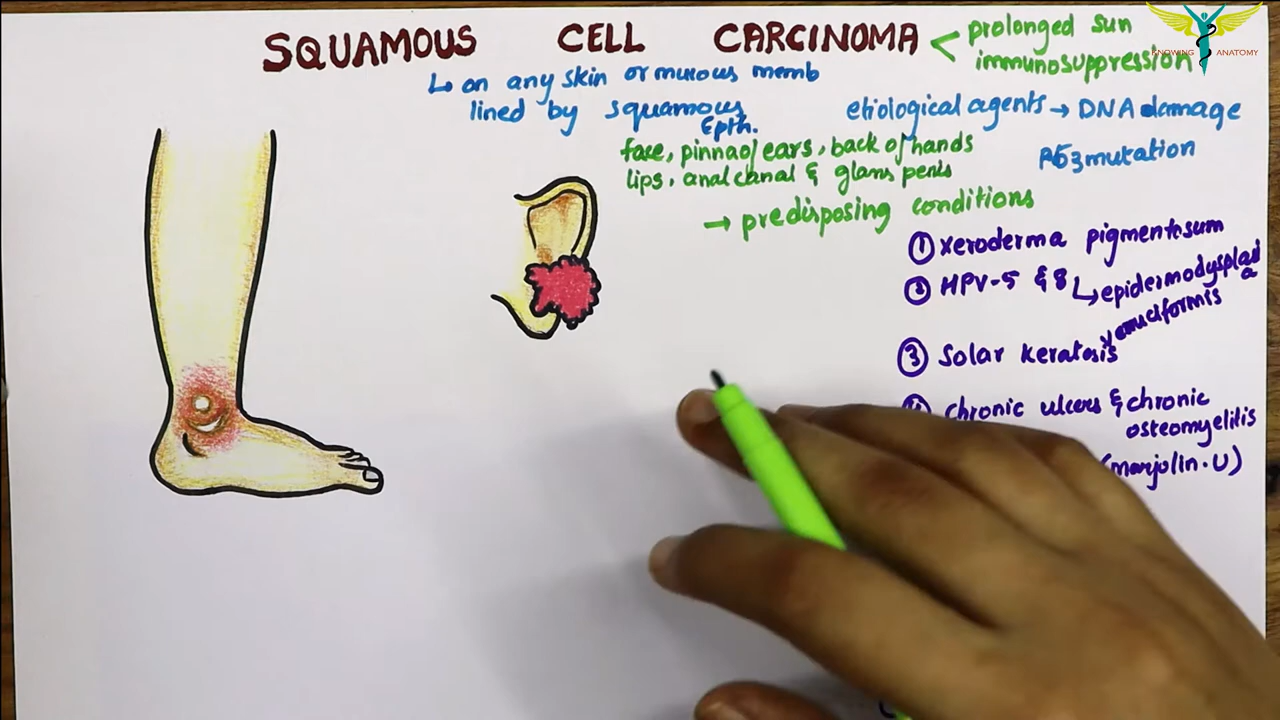 SQUAMOUS CELL CARCINOMA
prolonged sun
immunosuppression
KNOWING ANATOMY
↳ on any skin or mucous memb
lined by squamous
Epth.
etiological agents → DNA damage
P53 mutation
face, pinna of ears, back of hands
lips, anal canal & glans penis
→ predisposing conditions
① xeroderma pigmentosum
② HPV-5 & 8 ↳ epidermodysplasia
verruciformis
③ Solar keratosis
④ chronic ulcers & chronic
osteomyelitis
(marjolin.U)